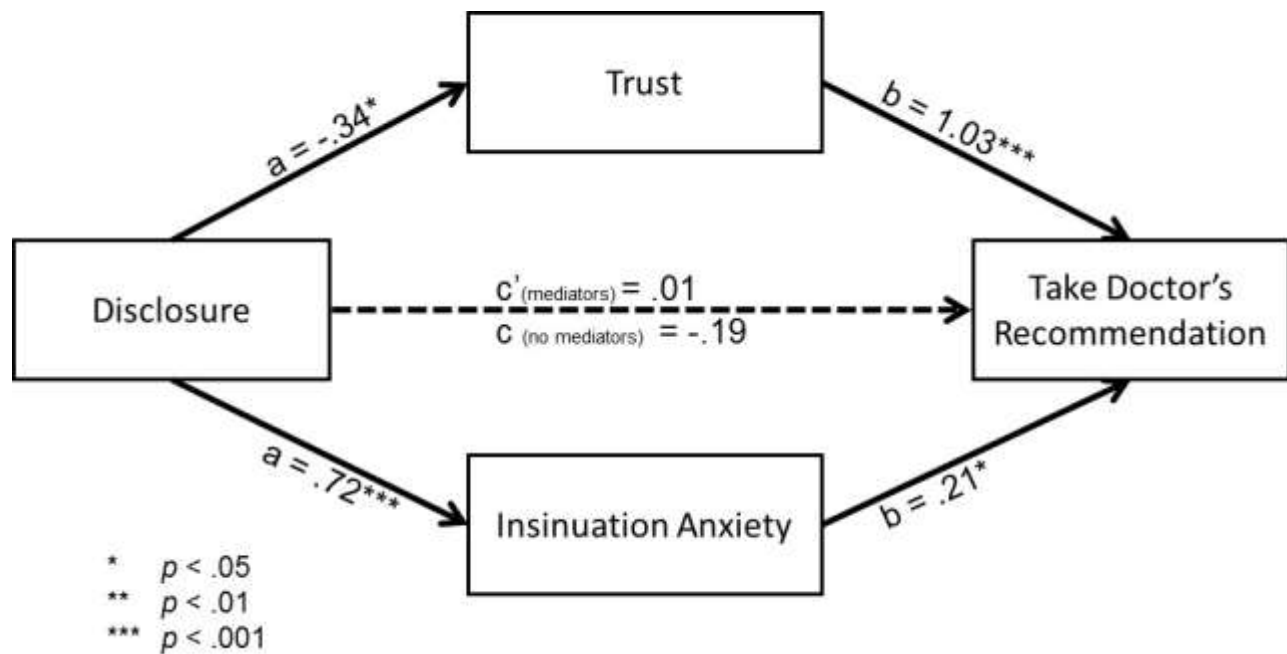 Trust
a = -.34*
b = 1.03***
Disclosure
c'(mediators) = .01
c (no mediators) = -.19
Take Doctor's
Recommendation
a = .72***
Insinuation Anxiety
b = .21*
* p < .05
** p < .01
*** p < .001